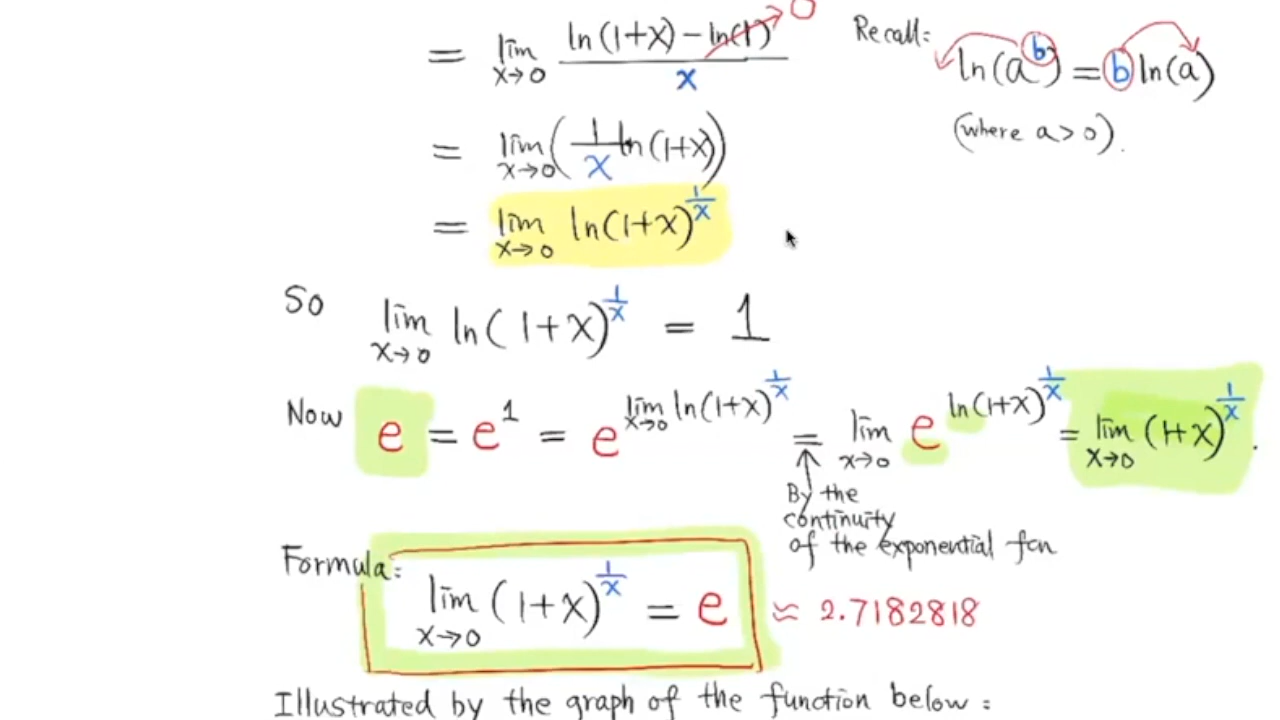 = lim x→0 (ln(1+x) − ln(1))/x → 0
Recall: ln(a^b) = b ln(a)
(where a > 0).
= lim x→0 (1/x ln(1+x))
= lim x→0 ln(1+x)^(1/x)
So lim x→0 ln(1+x)^(1/x) = 1
Now e = e^1 = e^(lim x→0 ln(1+x)^(1/x)) = lim x→0 e^(ln(1+x)^(1/x)) = lim x→0 (1+x)^(1/x).
By the
continuity
of the exponential fcn
Formula: lim x→0 (1+x)^(1/x) = e ≈ 2.7182818
Illustrated by the graph of the function below :